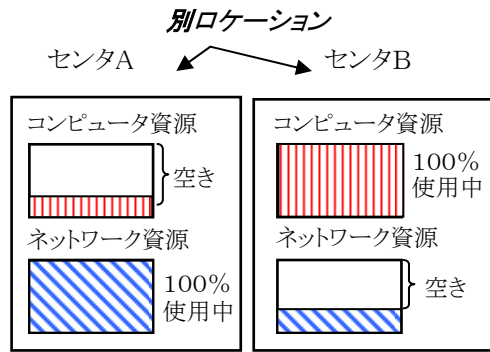 別ロケーション
センタA
センタB
コンピュータ資源
空き
ネットワーク資源
100%
使用中
コンピュータ資源
100%
使用中
ネットワーク資源
空き